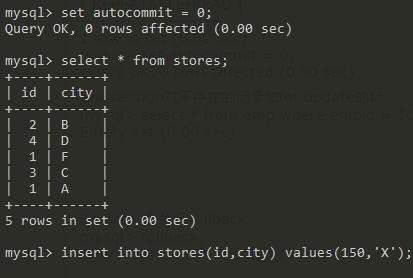 mysql> set autocommit = 0;
Query OK, 0 rows affected (0.00 sec)
mysql> select * from stores;
+----+------+
| id | city |
+----+------+
| 2 | B |
| 4 | D |
| 1 | F |
| 3 | C |
| 1 | A |
+----+------+
5 rows in set (0.00 sec)
mysql> insert into stores(id,city) values(150,'X');